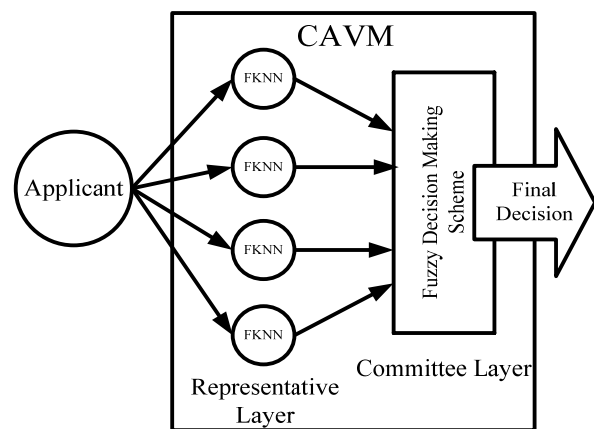 CAVM
FKNN
FKNN
Applicant
FKNN
FKNN
Fuzzy Decision Making
Scheme
Final
Decision
Representative
Layer
Committee Layer